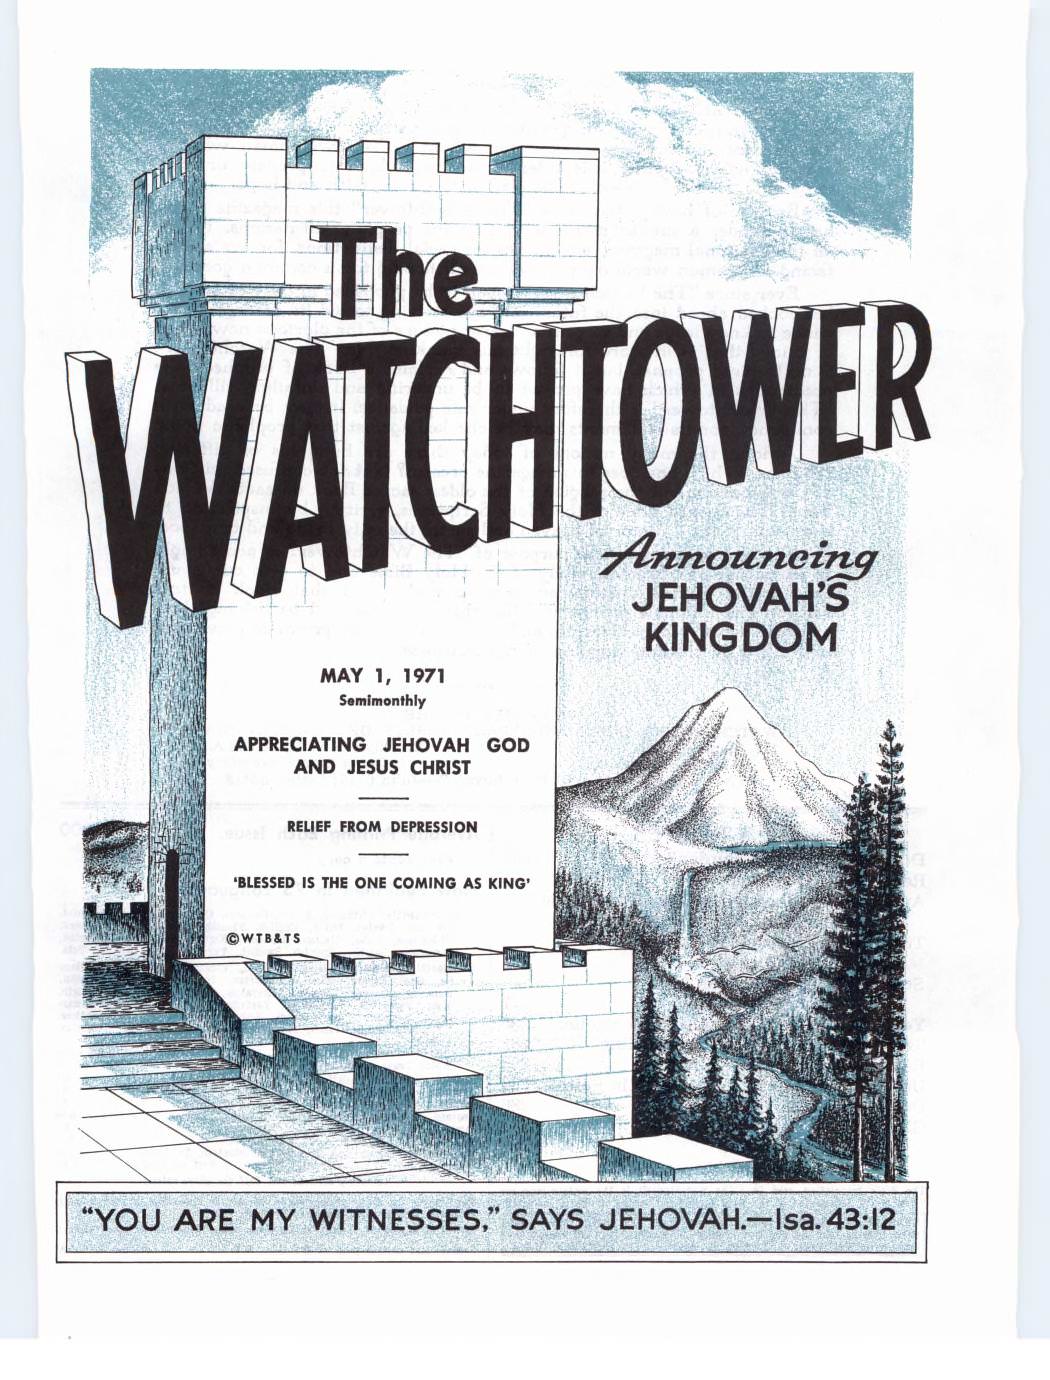 The
WATCHTOWER
Announcing
JEHOVAH'S
KINGDOM
MAY 1, 1971
Semimonthly
APPRECIATING JEHOVAH GOD
AND JESUS CHRIST
RELIEF FROM DEPRESSION
'BLESSED IS THE ONE COMING AS KING'
©WTB&TS
"YOU ARE MY WITNESSES," SAYS JEHOVAH.—Isa. 43:12